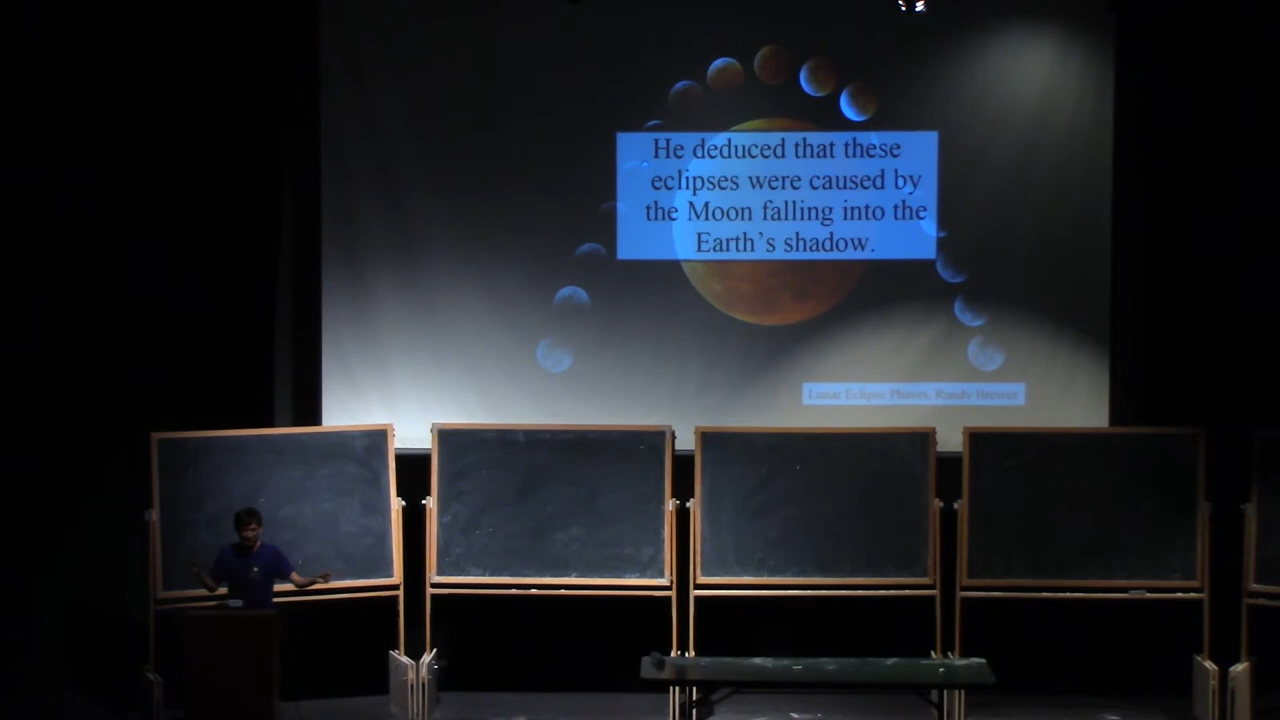 He deduced that these
eclipses were caused by
the Moon falling into the
Earth's shadow.
Lunar Eclipse Phases, Randy Brewer